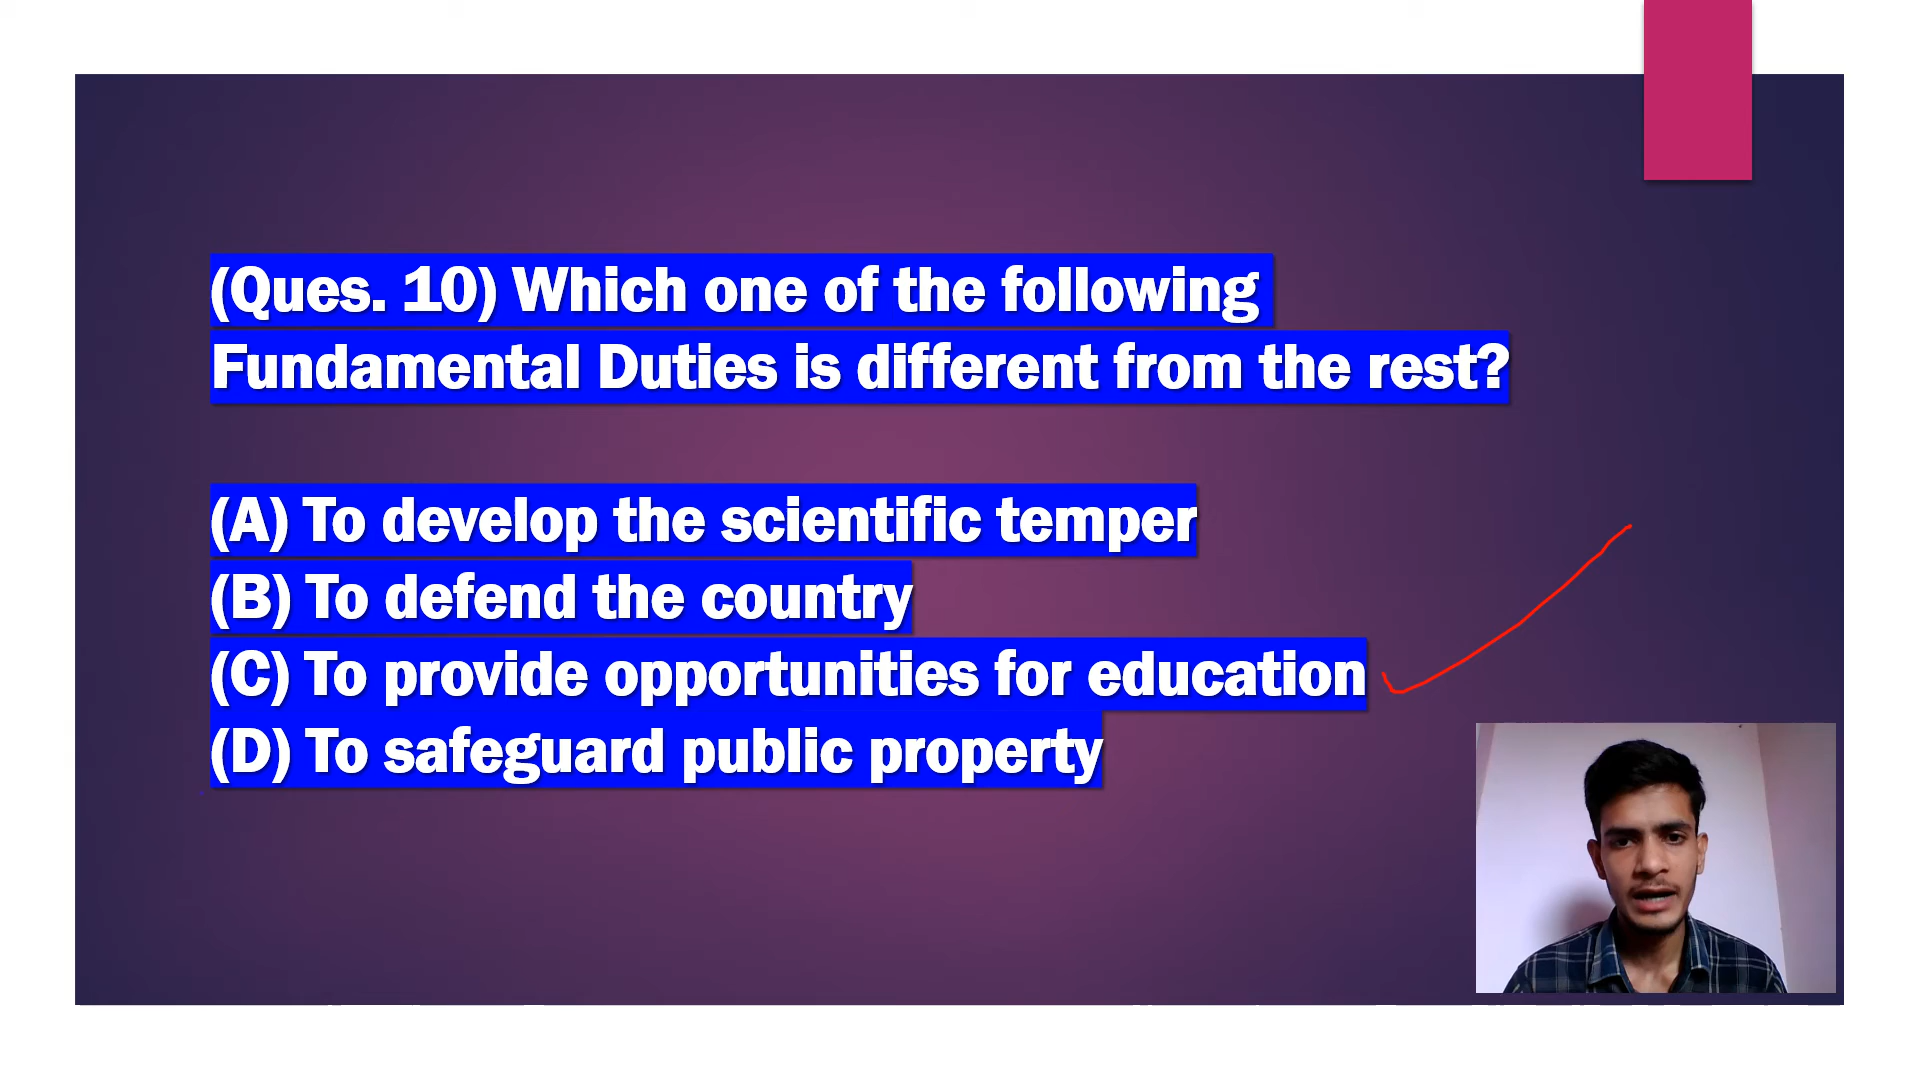 (Ques. 10) Which one of the following
Fundamental Duties is different from the rest?
(A) To develop the scientific temper
(B) To defend the country
(C) To provide opportunities for education
(D) To safeguard public property